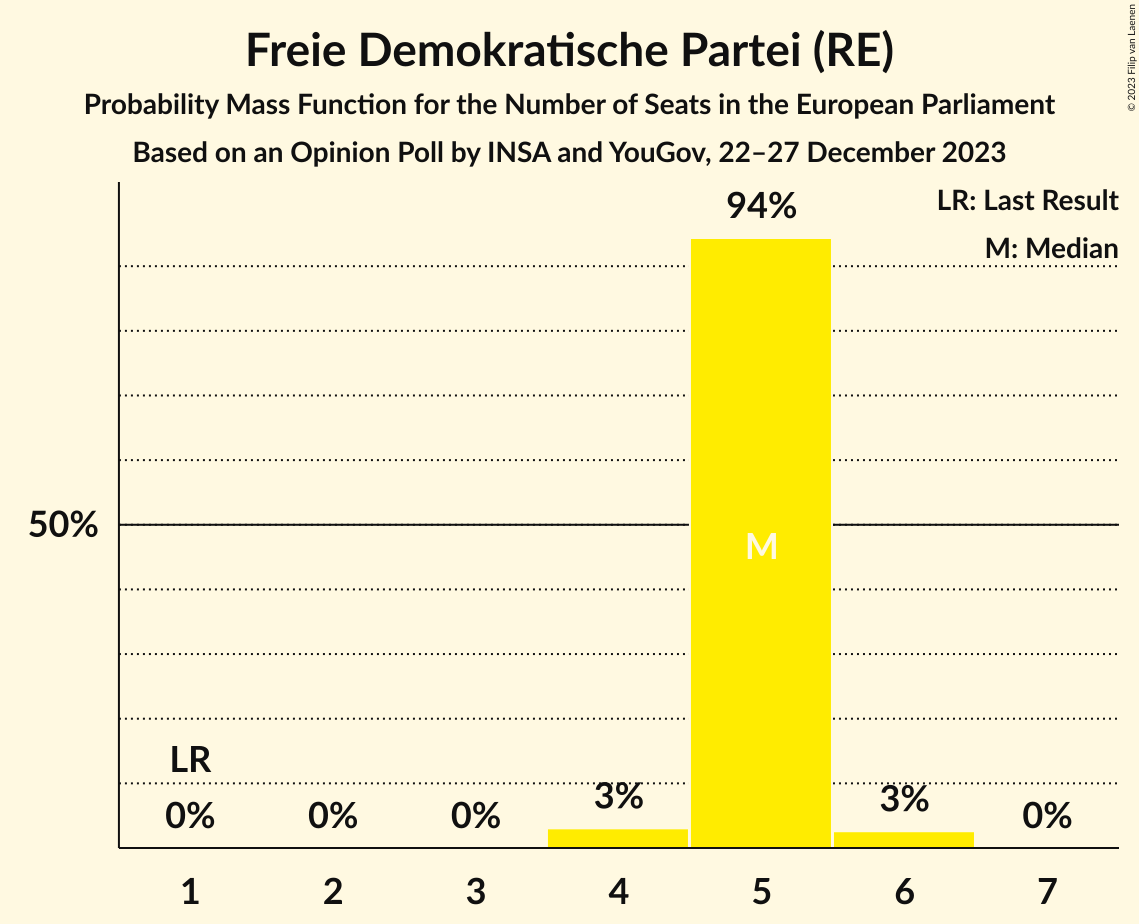 Freie Demokratische Partei (RE)
Probability Mass Function for the Number of Seats in the European Parliament
Based on an Opinion Poll by INSA and YouGov, 22–27 December 2023
© 2023 Filip van Laenen
LR: Last Result
M: Median
94%
50%
M
LR
0%
0%
0%
3%
3%
0%
1
2
3
4
5
6
7